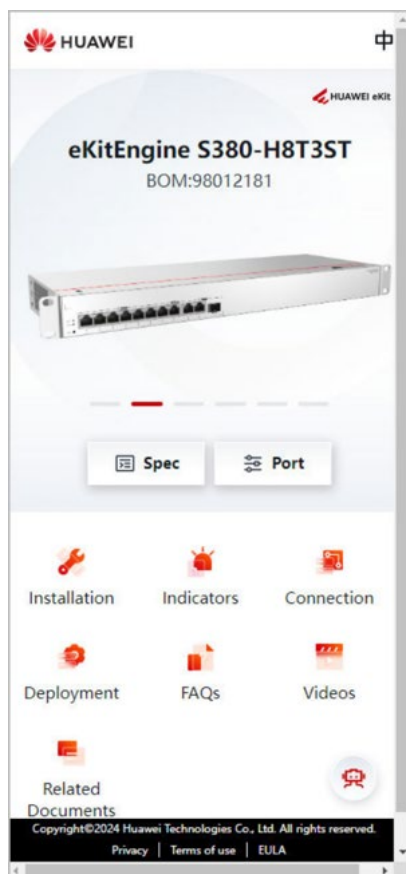 HUAWEI
中
HUAWEI eKit
eKitEngine S380-H8T3ST
BOM:98012181
Spec
Port
Installation
Indicators
Connection
Deployment
FAQs
Videos
Related
Documents
Copyright©2024 Huawei Technologies Co., Ltd. All rights reserved.
Privacy | Terms of use | EULA